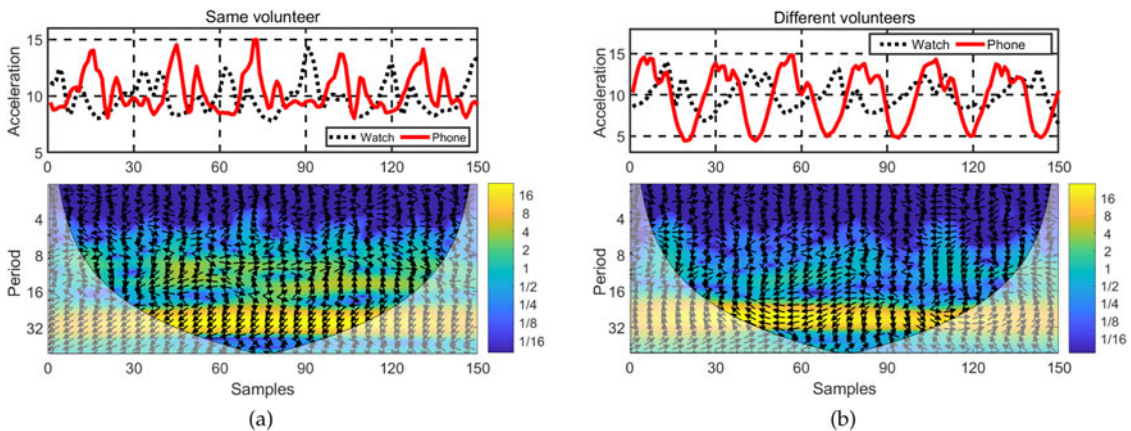 Same volunteer
Acceleration
15
10
5
Watch Phone
0 30 60 90 120 150
Period
4
8
16
32
16
8
4
2
1
1/2
1/4
1/8
1/16
0 30 60 90 120 150
Samples
(a)
Different volunteers
Acceleration
15
10
5
Watch Phone
0 30 60 90 120 150
Period
4
8
16
32
16
8
4
2
1
1/2
1/4
1/8
1/16
0 30 60 90 120 150
Samples
(b)